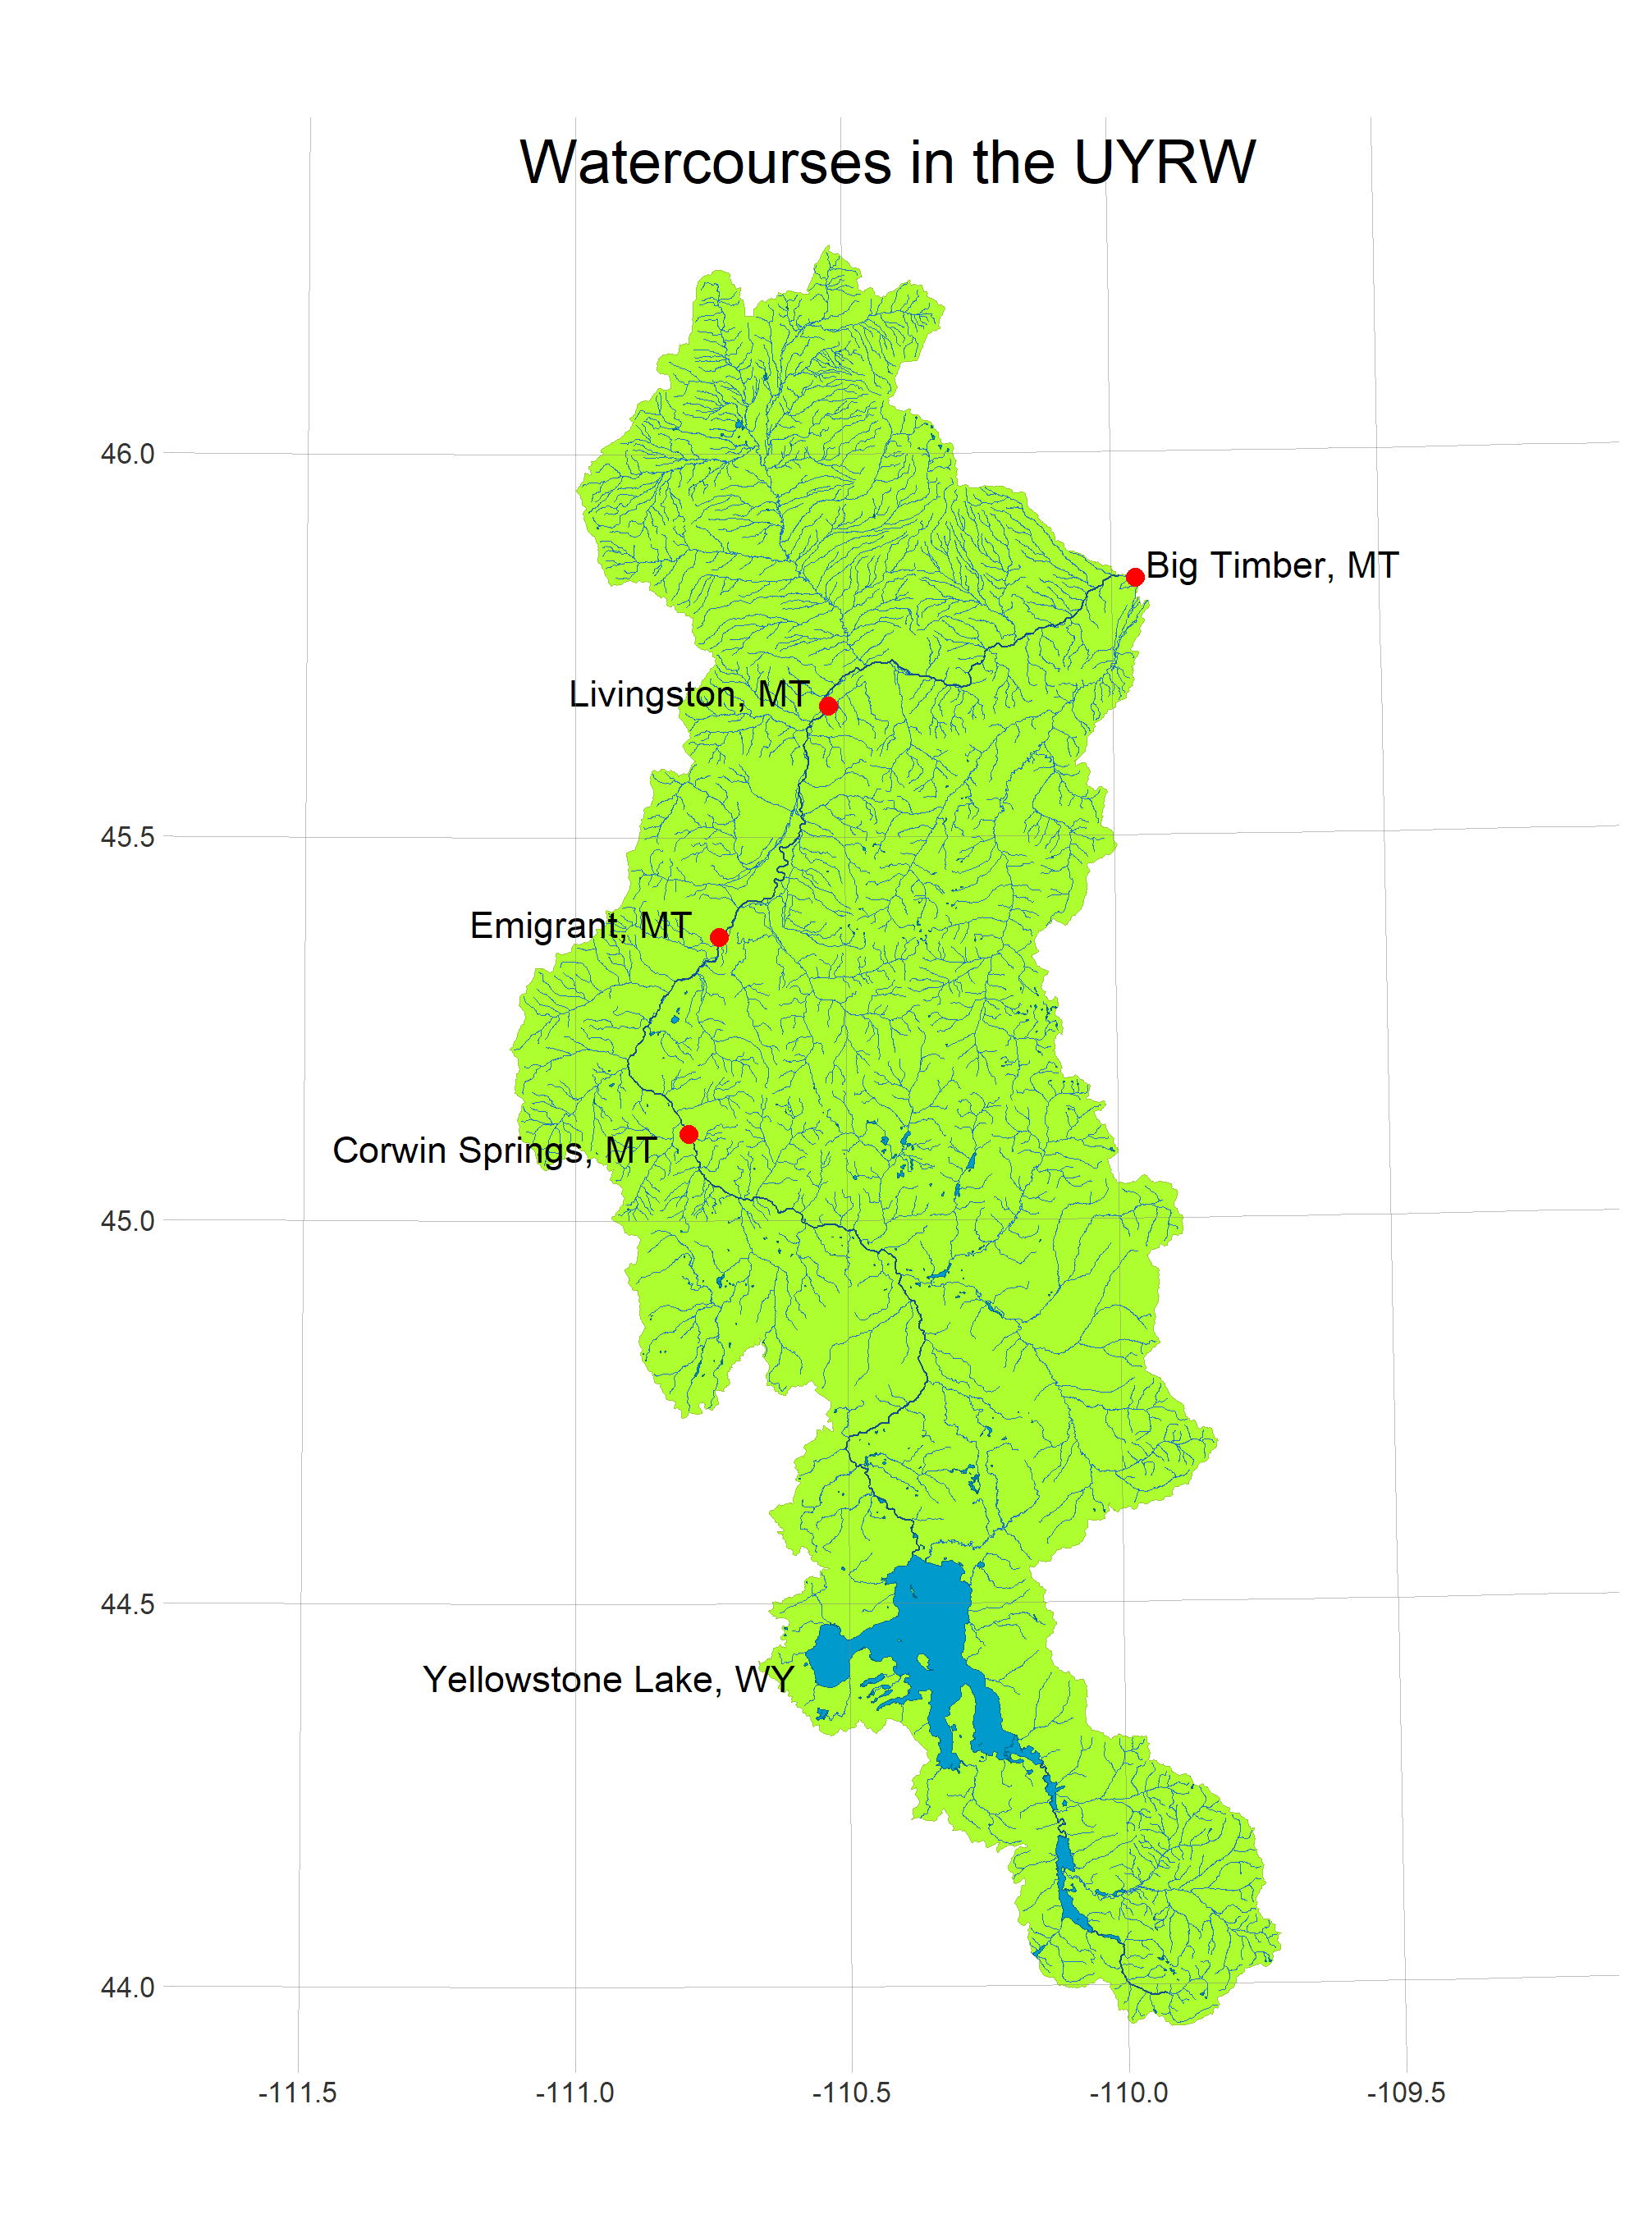 Watercourses in the UYRW
46.0
Big Timber, MT
Livingston, MT
45.5
Emigrant, MT
Corwin Springs, MT
45.0
44.5
Yellowstone Lake, WY
44.0
-111.5 -111.0 -110.5 -110.0 -109.5